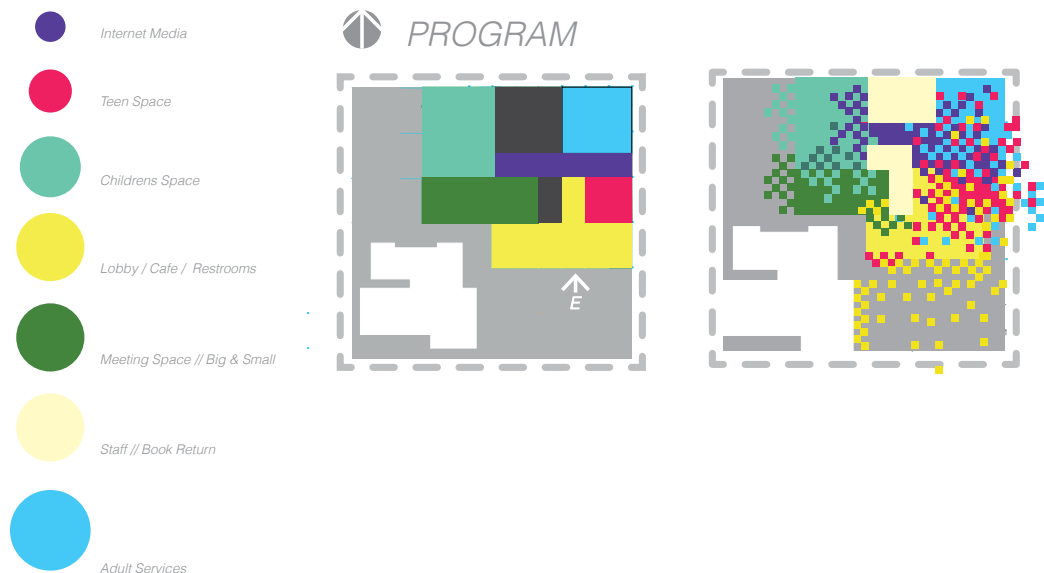 PROGRAM
Internet Media
Teen Space
Childrens Space
Lobby / Cafe / Restrooms
Meeting Space // Big & Small
Staff // Book Return
Adult Services
E